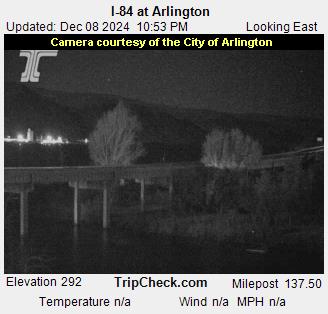 I-84 at Arlington
Updated: Dec 08 2024 10:53 PM Looking East
Camera courtesy of the City of Arlington
Elevation 292 TripCheck.com Milepost 137.50
Temperature n/a Wind n/a MPH n/a